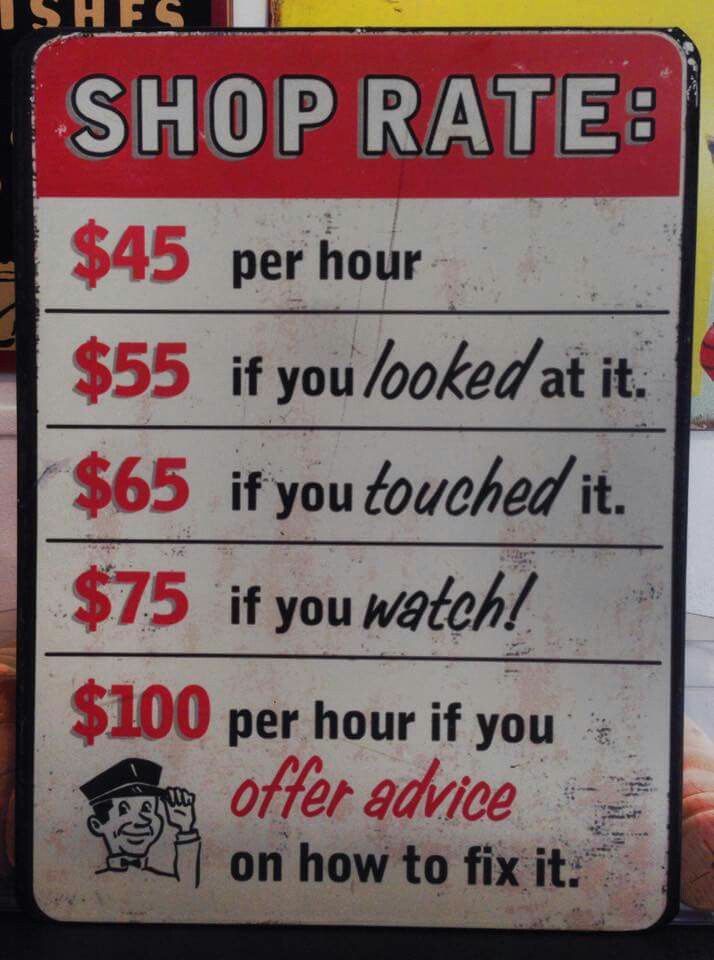 SHOP RATE:
$45 per hour
$55 if you looked at it.
$65 if you touched it.
$75 if you watch!
$100 per hour if you
offer advice
on how to fix it.